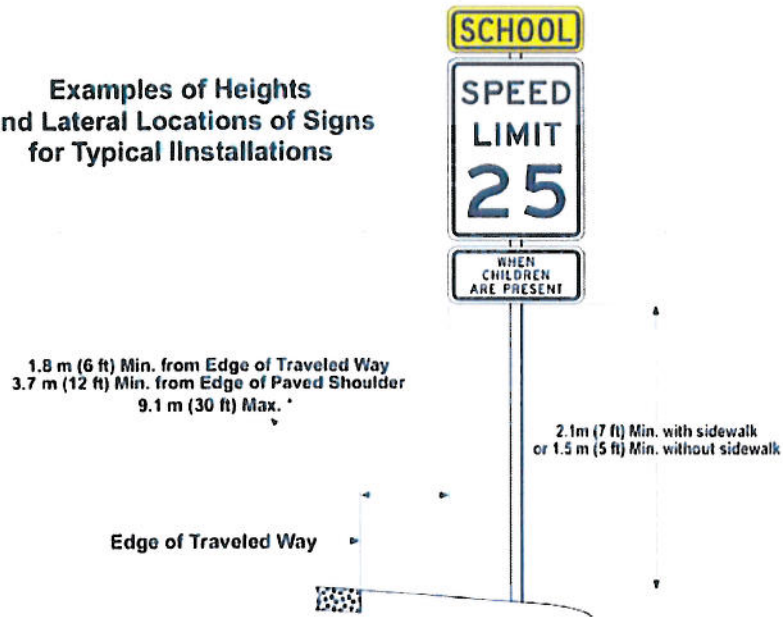 SCHOOL
SPEED
LIMIT
25
WHEN
CHILDREN
ARE PRESENT
Examples of Heights
nd Lateral Locations of Signs
for Typical IInstallations
1.8 m (6 ft) Min. from Edge of Traveled Way
3.7 m (12 ft) Min. from Edge of Paved Shoulder
9.1 m (30 ft) Max. *
2.1m (7 ft) Min. with sidewalk
or 1.5 m (5 ft) Min. without sidewalk
Edge of Traveled Way